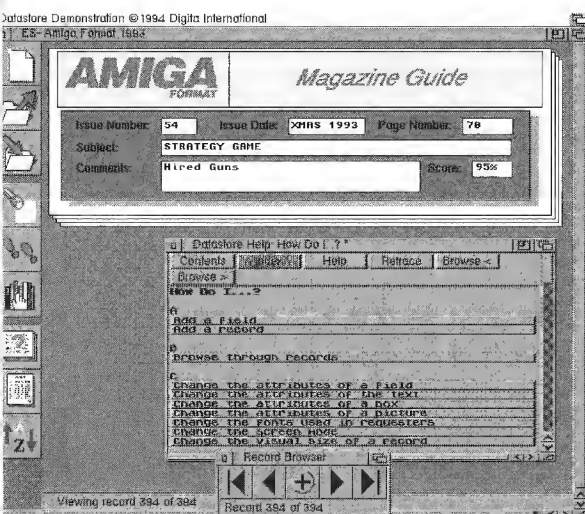 Datastore Demonstration © 1994 Digita International
ES- Amiga Format 1993
AMIGA
FORMAT
Magazine Guide
Issue Number: 54 Issue Date: XMAS 1993 Page Number: 78
Subject: STRATEGY GAME
Comments: Hired Guns Score: 95%
Datastore Help: How Do I..? *
Contents Index Help Retrace Browse <
Browse >
How Do I...?
A
Add a field
Add a record
B
Browse through records
C
Change the attributes of a field
Change the attributes of the text
Change the attributes of a box
Change the attributes of a picture
Change the fonts used in requesters
Change the screen mode
Change the visual size of a record
A
Z
Record Browser
Viewing record 394 of 394
Record 394 of 394